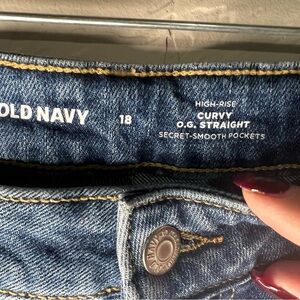 OLD NAVY
18
HIGH-RISE
CURVY
O.G. STRAIGHT
SECRET-SMOOTH POCKETS